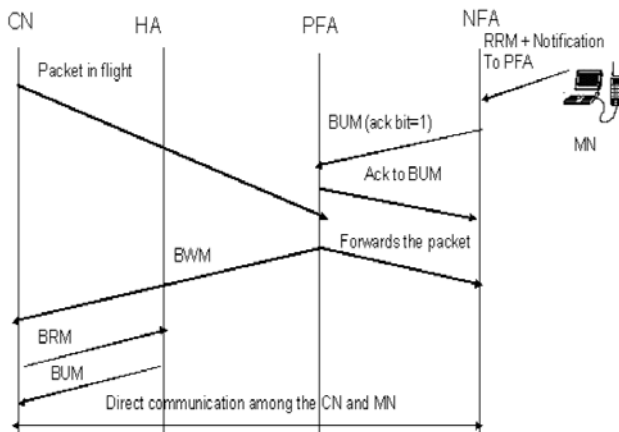 CN HA PFA NFA
RRM + Notification
To PFA
Packet in flight
MN
BUM (ack bit=1)
Ack to BUM
Forwards the packet
BWM
BRM
BUM
Direct communication among the CN and MN